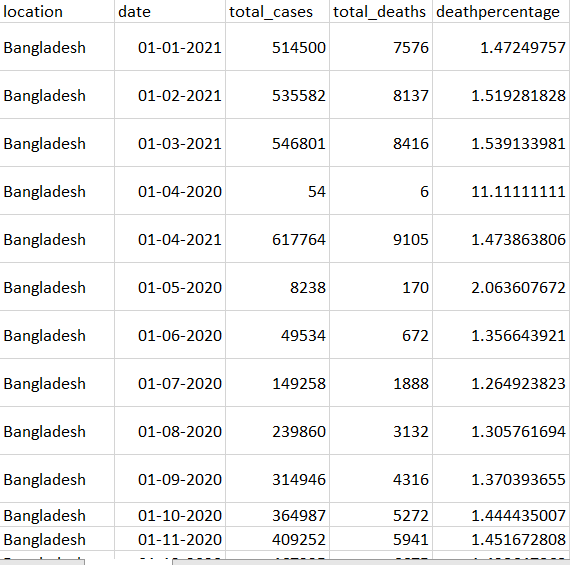 location date total_cases total_deaths deathpercentage
Bangladesh 01-01-2021 514500 7576 1.47249757
Bangladesh 01-02-2021 535582 8137 1.519281828
Bangladesh 01-03-2021 546801 8416 1.539133981
Bangladesh 01-04-2020 54 6 11.11111111
Bangladesh 01-04-2021 617764 9105 1.473863806
Bangladesh 01-05-2020 8238 170 2.063607672
Bangladesh 01-06-2020 49534 672 1.356643921
Bangladesh 01-07-2020 149258 1888 1.264923823
Bangladesh 01-08-2020 239860 3132 1.305761694
Bangladesh 01-09-2020 314946 4316 1.370393655
Bangladesh 01-10-2020 364987 5272 1.444435007
Bangladesh 01-11-2020 409252 5941 1.451672808